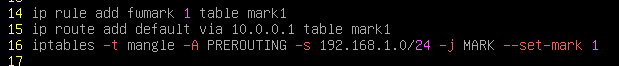 14 ip rule add fwmark 1 table mark1
15 ip route add default via 10.0.0.1 table mark1
16 iptables -t mangle -A PREROUTING -s 192.168.1.0/24 -j MARK --set-mark 1
17